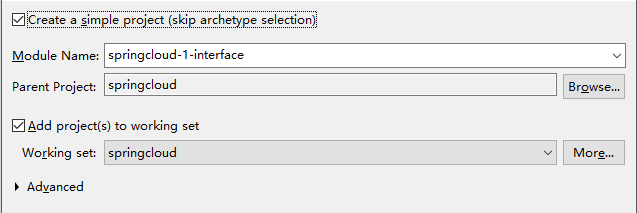 Create a simple project (skip archetype selection)
Module Name: springcloud-1-interface
Parent Project: springcloud Browse...
Add project(s) to working set
Working set: springcloud More...
Advanced